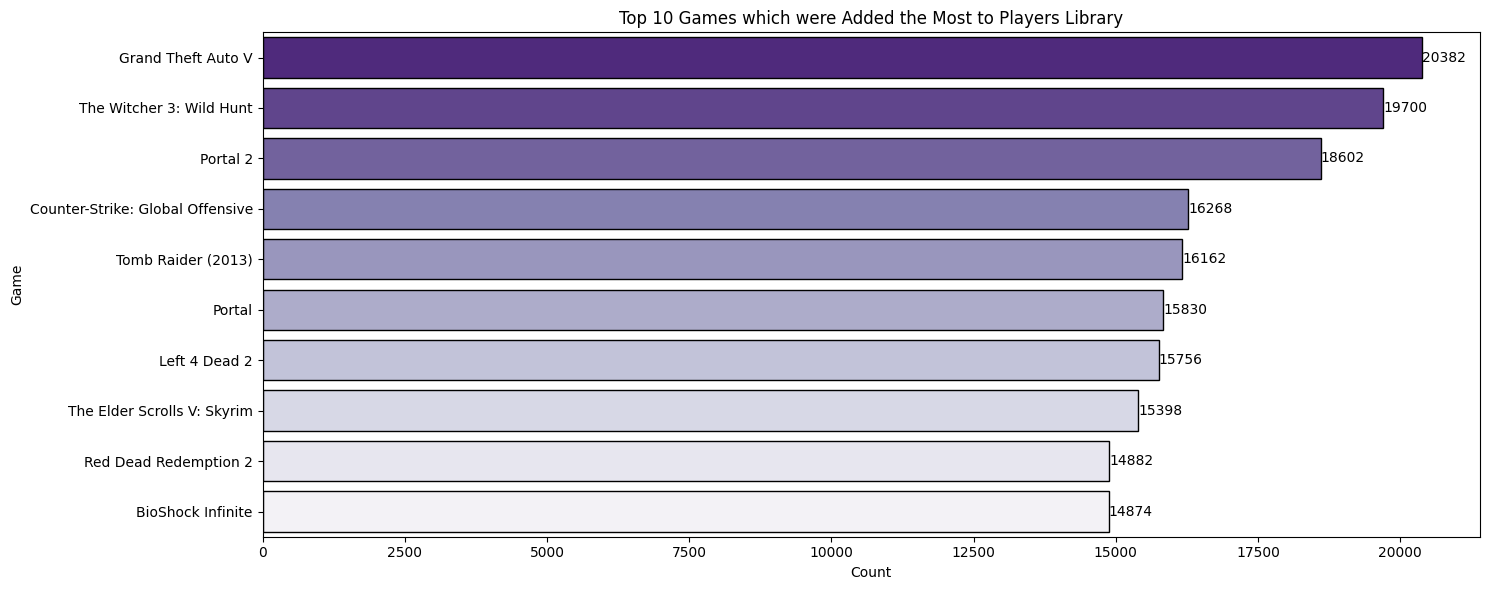 Top 10 Games which were Added the Most to Players Library
Grand Theft Auto V
20382
The Witcher 3: Wild Hunt
19700
Portal 2
18602
Counter-Strike: Global Offensive
16268
Tomb Raider (2013)
16162
Game
Portal
15830
Left 4 Dead 2
15756
The Elder Scrolls V: Skyrim
15398
Red Dead Redemption 2
14882
BioShock Infinite
14874
0 2500 5000 7500 10000 12500 15000 17500 20000
Count